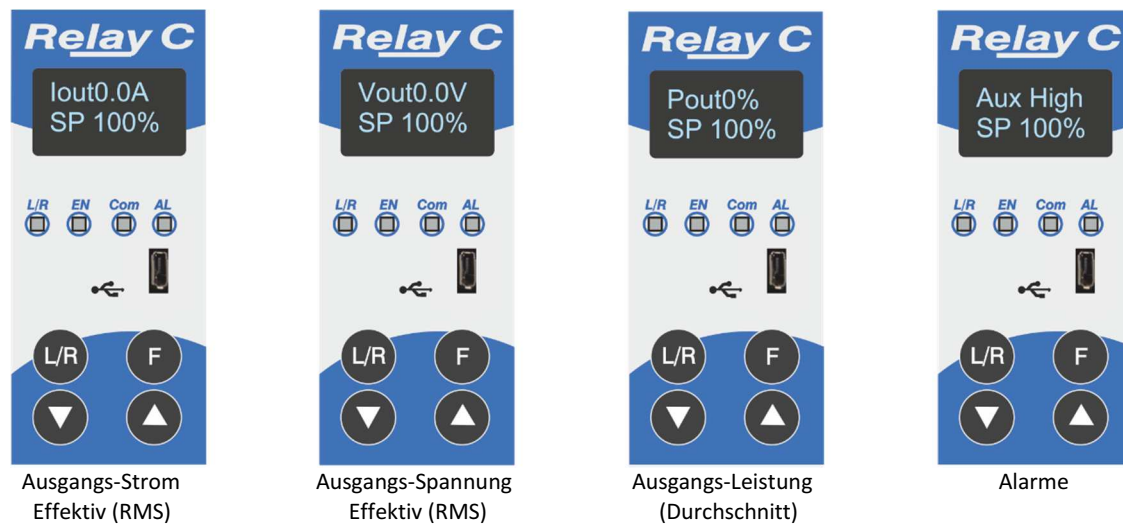 Relay C
Iout0.0A
SP 100%
L/R EN Com AL
L/R F
Ausgangs-Strom
Effektiv (RMS)
Relay C
Vout0.0V
SP 100%
L/R EN Com AL
L/R F
Ausgangs-Spannung
Effektiv (RMS)
Relay C
Pout0%
SP 100%
L/R EN Com AL
L/R F
Ausgangs-Leistung
(Durchschnitt)
Relay C
Aux High
SP 100%
L/R EN Com AL
L/R F
Alarme